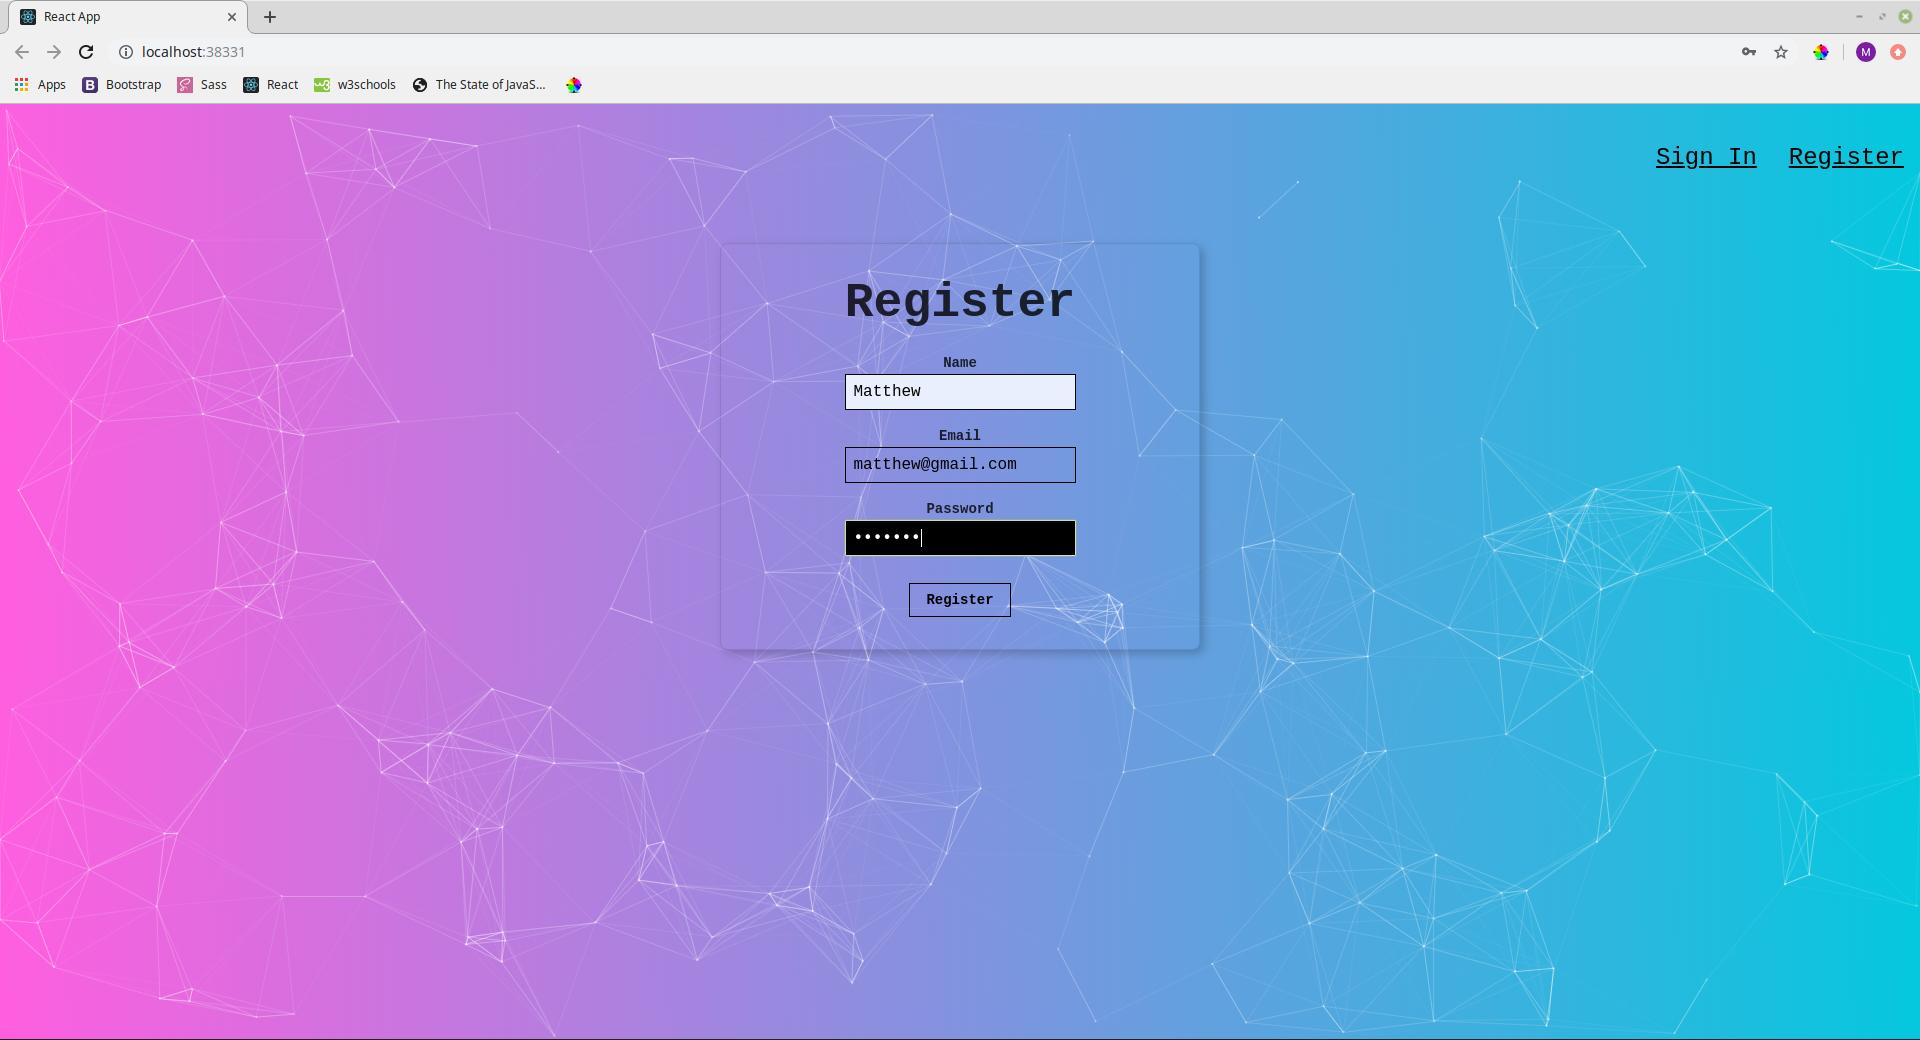 React App
localhost:38331
M
Apps
B Bootstrap
Sass
React
w3 w3schools
The State of JavaS...
Sign In Register
Register
Name
Matthew
Email
matthew@gmail.com
Password
•••••••
Register